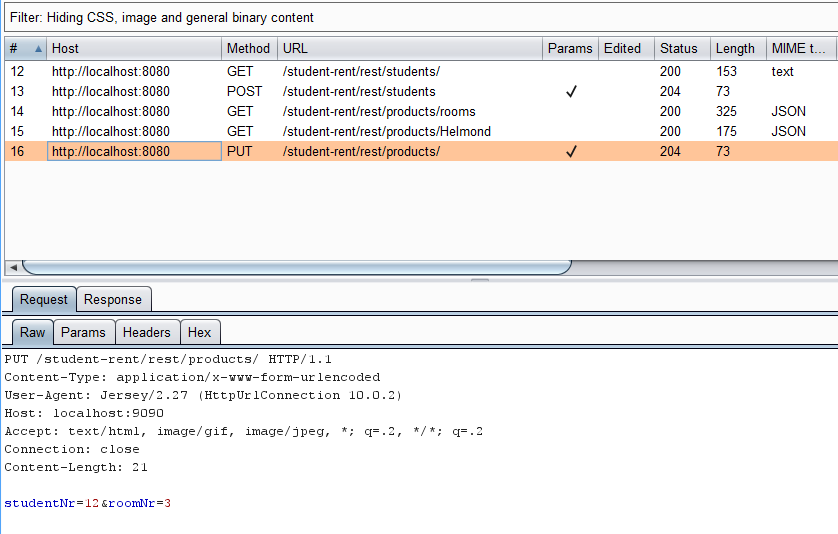 Filter: Hiding CSS, image and general binary content
# Host Method URL Params Edited Status Length MIME t...
12 http://localhost:8080 GET /student-rent/rest/students/ 200 153 text
13 http://localhost:8080 POST /student-rent/rest/students ✓ 204 73
14 http://localhost:8080 GET /student-rent/rest/products/rooms 200 325 JSON
15 http://localhost:8080 GET /student-rent/rest/products/Helmond 200 175 JSON
16 http://localhost:8080 PUT /student-rent/rest/products/ ✓ 204 73
Request Response
Raw Params Headers Hex
PUT /student-rent/rest/products/ HTTP/1.1
Content-Type: application/x-www-form-urlencoded
User-Agent: Jersey/2.27 (HttpUrlConnection 10.0.2)
Host: localhost:9090
Accept: text/html, image/gif, image/jpeg, *; q=.2, */*; q=.2
Connection: close
Content-Length: 21
studentNr=12&roomNr=3